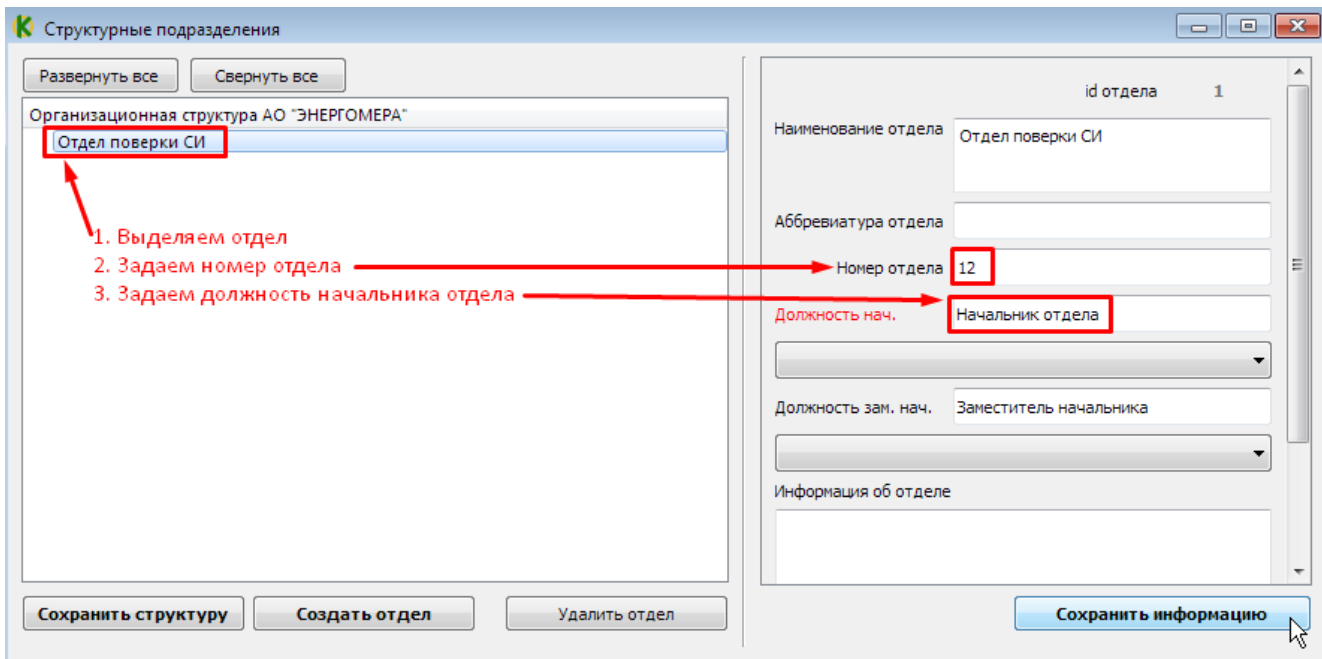 Структурные подразделения
Развернуть все
Свернуть все
Организационная структура АО "ЭНЕРГОМЕРА"
Отдел поверки СИ
1. Выделяем отдел
2. Задаем номер отдела
3. Задаем должность начальника отдела
Сохранить структуру
Создать отдел
Удалить отдел
id отдела 1
Наименование отдела Отдел поверки СИ
Аббревиатура отдела
Номер отдела 12
Должность нач. Начальник отдела
Должность зам. нач. Заместитель начальника
Информация об отделе
Сохранить информацию